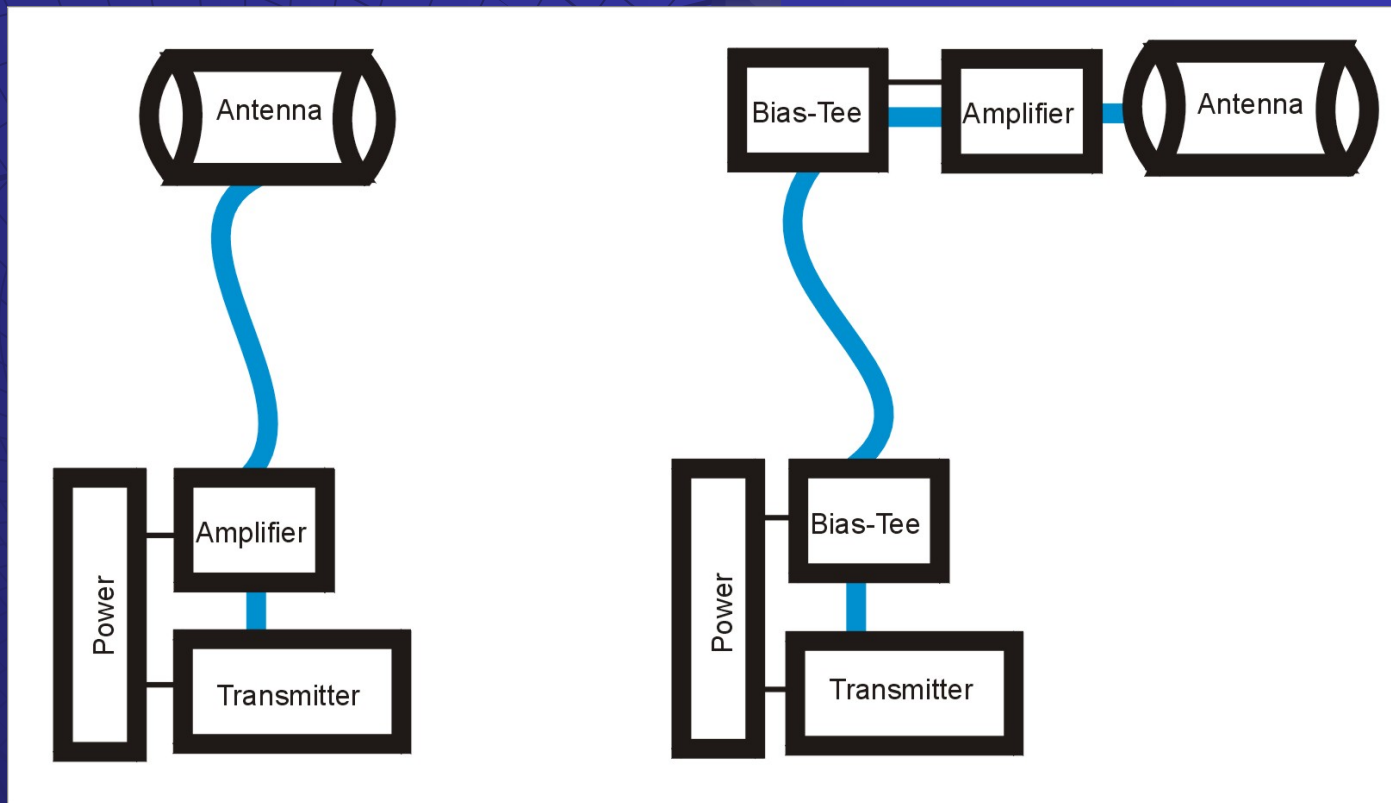 Antenna
Amplifier
Power
Transmitter
Bias-Tee
Amplifier
Antenna
Bias-Tee
Power
Transmitter